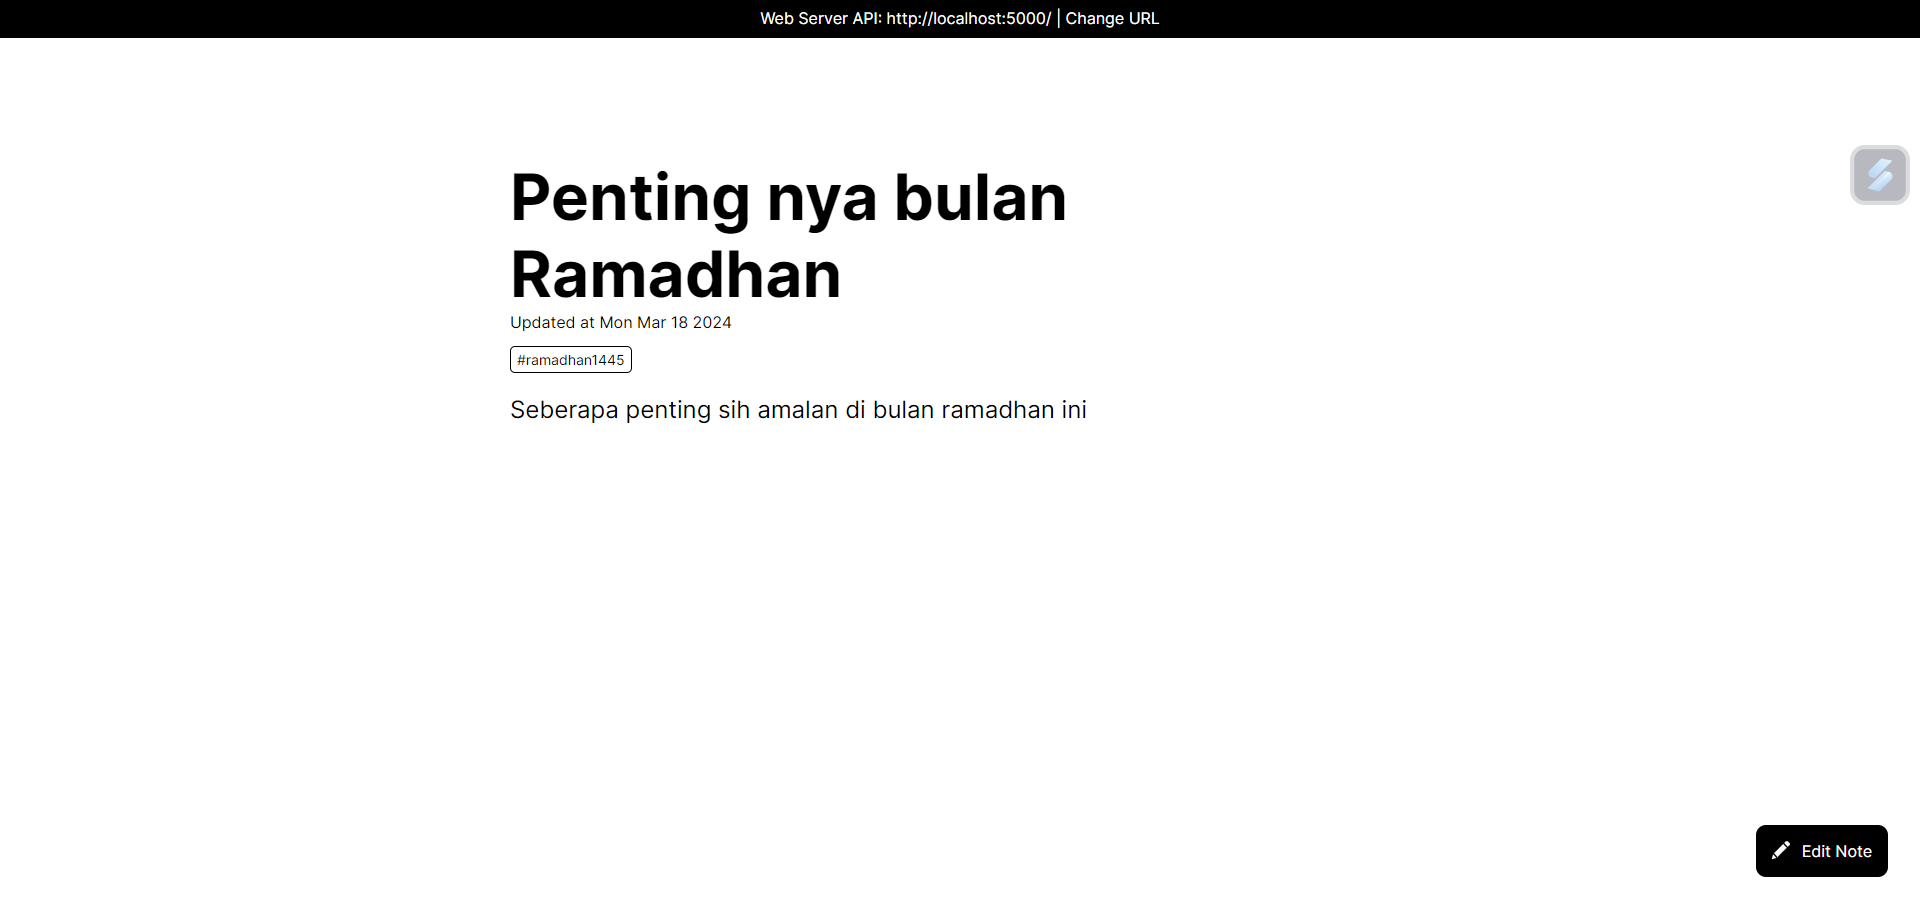 Web Server API: http://localhost:5000/ | Change URL
Penting nya bulan
Ramadhan
Updated at Mon Mar 18 2024
#ramadhan1445
Seberapa penting sih amalan di bulan ramadhan ini
Edit Note